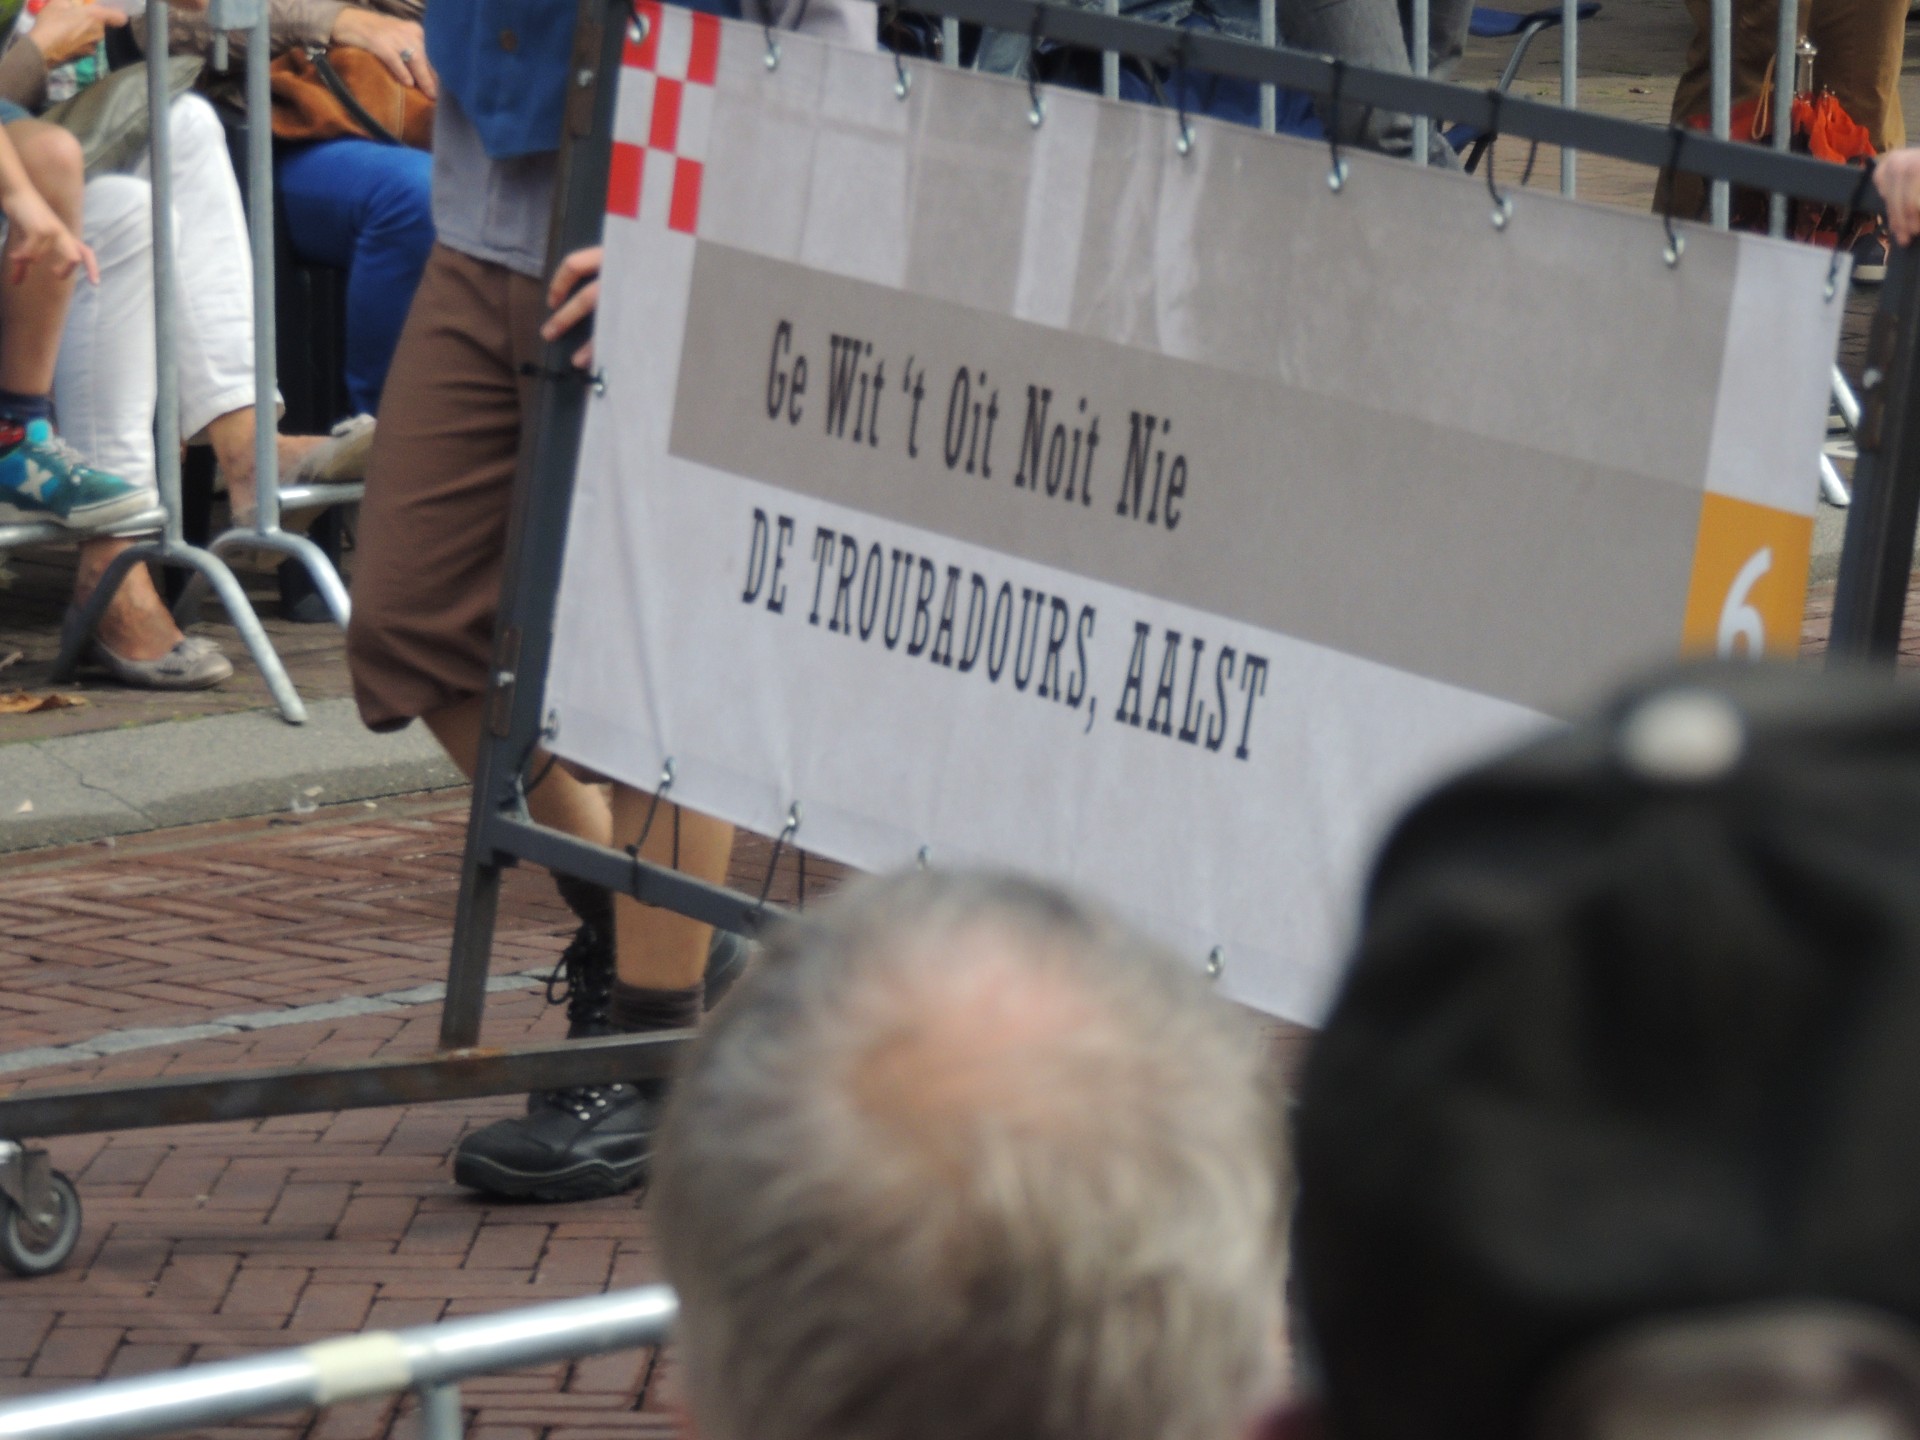 Ge Wit ‘t Oit Noit Nie
DE TROUBADOURS, AALST
6